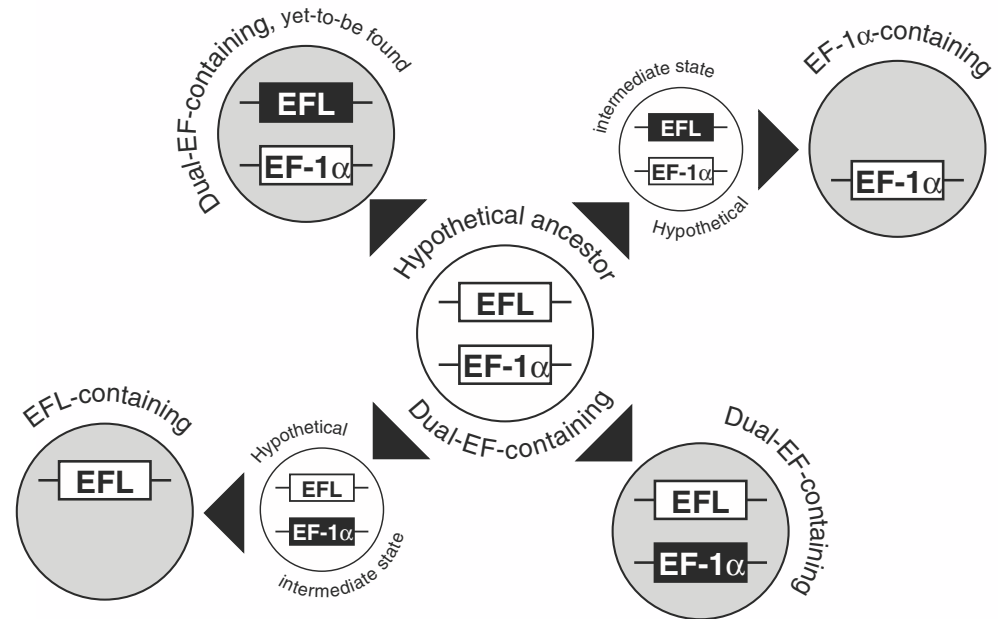 Dual-EF-containing, yet-to-be found
EFL
EF-1α
intermediate state
EFL
EF-1α
Hypothetical
EF-1α-containing
EF-1α
Hypothetical ancestor
EFL
EF-1α
Dual-EF-containing
EFL-containing
EFL
Hypothetical
EFL
EF-1α
intermediate state
Dual-EF-containing
EFL
EF-1α